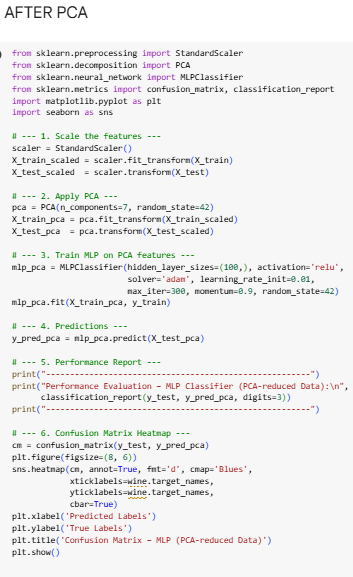 AFTER PCA
from sklearn.preprocessing import StandardScaler
from sklearn.decomposition import PCA
from sklearn.neural_network import MLPClassifier
from sklearn.metrics import confusion_matrix, classification_report
import matplotlib.pyplot as plt
import seaborn as sns

# --- 1. Scale the features ---
scaler = StandardScaler()
X_train_scaled = scaler.fit_transform(X_train)
X_test_scaled  = scaler.transform(X_test)

# --- 2. Apply PCA ---
pca = PCA(n_components=7, random_state=42)
X_train_pca = pca.fit_transform(X_train_scaled)
X_test_pca  = pca.transform(X_test_scaled)

# --- 3. Train MLP on PCA features ---
mlp_pca = MLPClassifier(hidden_layer_sizes=(100,), activation='relu',
                        solver='adam', learning_rate_init=0.01,
                        max_iter=300, momentum=0.9, random_state=42)
mlp_pca.fit(X_train_pca, y_train)

# --- 4. Predictions ---
y_pred_pca = mlp_pca.predict(X_test_pca)

# --- 5. Performance Report ---
print("------------------------------------------------------")
print("Performance Evaluation – MLP Classifier (PCA-reduced Data):\n",
      classification_report(y_test, y_pred_pca, digits=3))
print("------------------------------------------------------")

# --- 6. Confusion Matrix Heatmap ---
cm = confusion_matrix(y_test, y_pred_pca)
plt.figure(figsize=(8, 6))
sns.heatmap(cm, annot=True, fmt='d', cmap='Blues',
            xticklabels=wine.target_names,
            yticklabels=wine.target_names,
            cbar=True)
plt.xlabel('Predicted Labels')
plt.ylabel('True Labels')
plt.title('Confusion Matrix – MLP (PCA-reduced Data)')
plt.show()